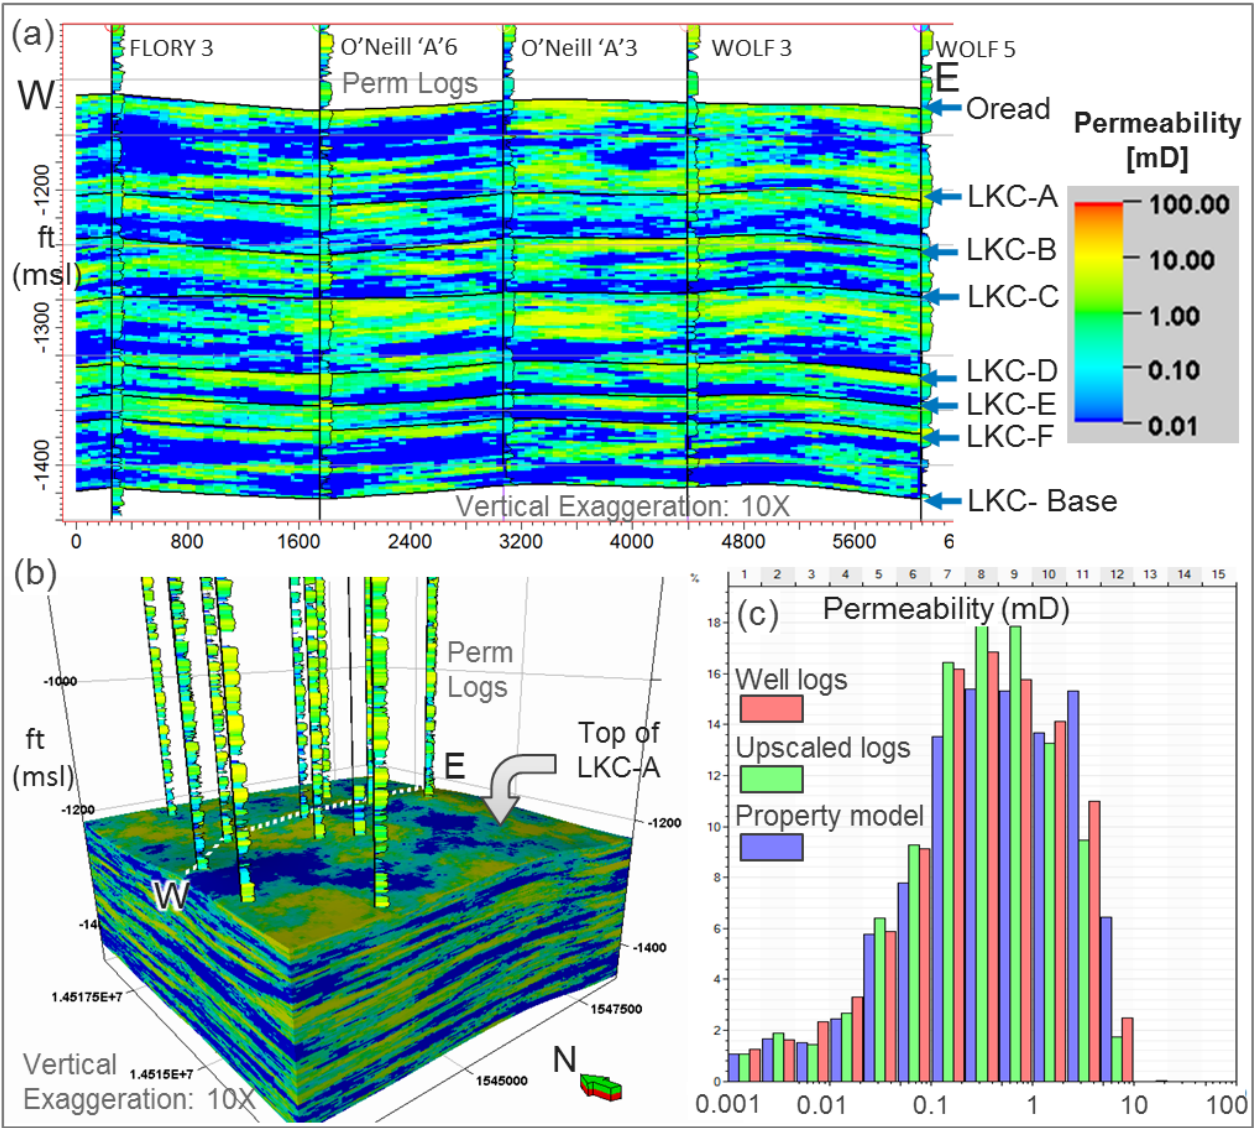 (a)
FLORY 3
O'Neill ‘A’6
O'Neill ‘A’3
WOLF 3
WOLF 5
W
Perm Logs
E
Oread
LKC-A
LKC-B
LKC-C
LKC-D
LKC-E
LKC-F
LKC- Base
-1200
ft
(msl)
-1300
-1400
Vertical Exaggeration: 10X
0 800 1600 2400 3200 4000 4800 5600 6
Permeability
[mD]
100.00
10.00
1.00
0.10
0.01
(b)
-1000
ft
(msl)
-1200
-14
1.45175E+7
1.4515E+7
Perm
Logs
Top of
LKC-A
E
W
-1200
-1400
1547500
1545000
N
Vertical
Exaggeration: 10X
% 1 2 3 4 5 6 7 8 9 10 11 12 13 14 15
(c) Permeability (mD)
Well logs
Upscaled logs
Property model
18
16
14
12
10
8
6
4
2
0
0.001 0.01 0.1 1 10 100